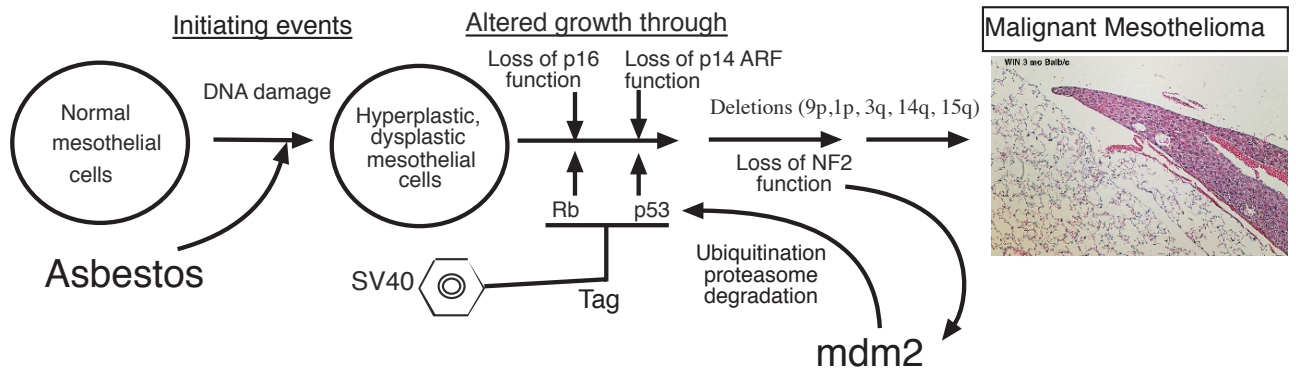 Initiating events
Altered growth through
Malignant Mesothelioma
Normal
mesothelial
cells
DNA damage
Asbestos
Hyperplastic,
dysplastic
mesothelial
cells
Loss of p16
function
Loss of p14 ARF
function
Rb
p53
SV40
Tag
Deletions (9p,1p, 3q, 14q, 15q)
Loss of NF2
function
Ubiquitination
proteasome
degradation
mdm2
WIN 3 mo Balb/c